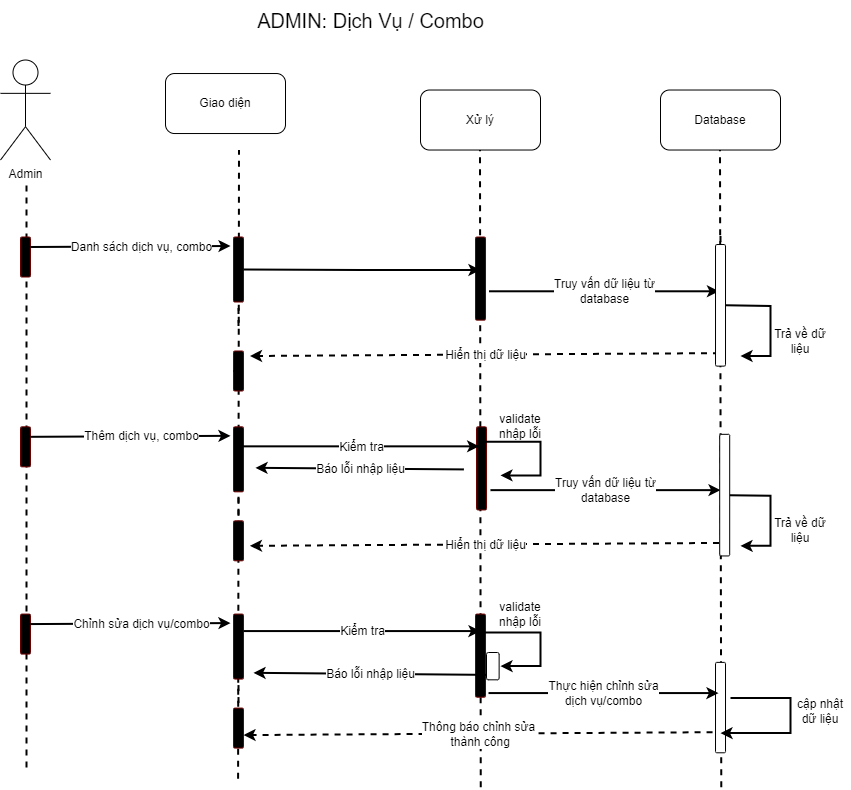 ADMIN: Dịch Vụ / Combo
Giao diện
Xử lý
Database
Admin
Danh sách dịch vụ, combo
Truy vấn dữ liệu từ
database
Trả về dữ
liệu
Hiển thị dữ liệu
validate
nhập lỗi
Thêm dịch vụ, combo
Kiểm tra
Báo lỗi nhập liệu
Truy vấn dữ liệu từ
database
Trả về dữ
liệu
Hiển thị dữ liệu
validate
nhập lỗi
Chỉnh sửa dịch vụ/combo
Kiểm tra
Báo lỗi nhập liệu
Thực hiện chỉnh sửa
dịch vụ/combo
cập nhật
dữ liệu
Thông báo chỉnh sửa
thành công